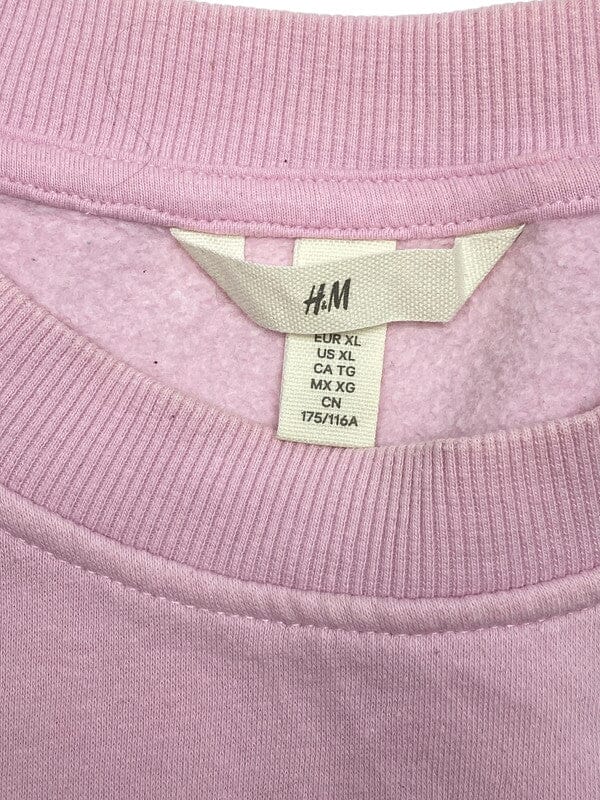 H&M
EUR XL
US XL
CA TG
MX XG
CN
175/116A